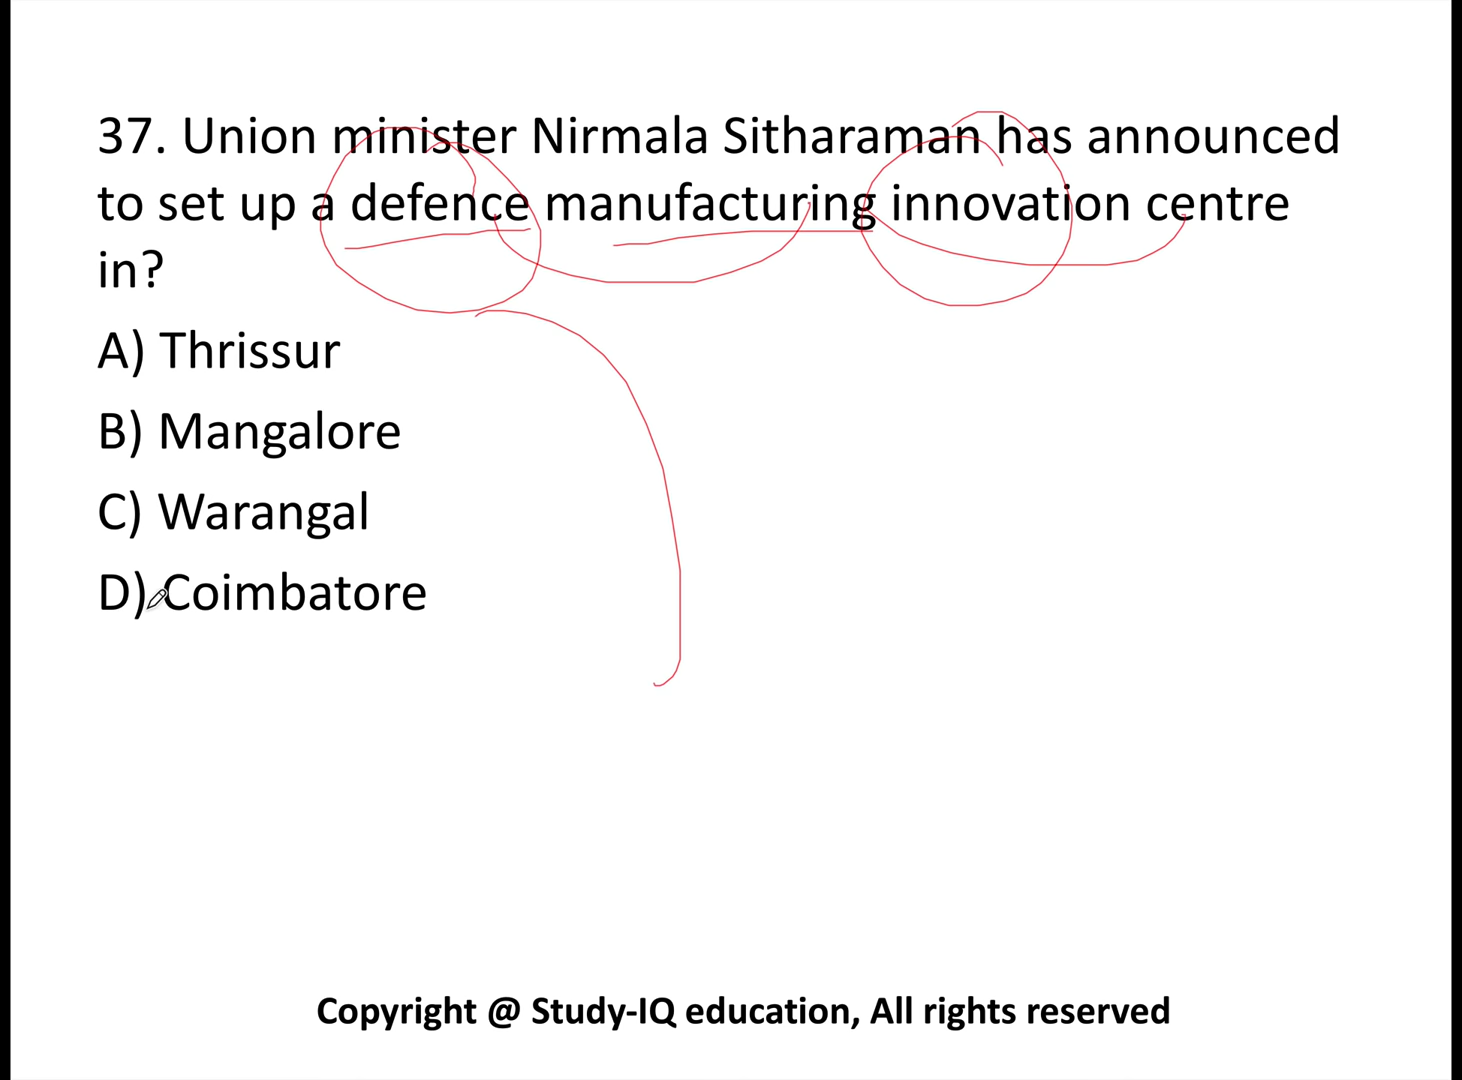 37. Union minister Nirmala Sitharaman has announced
to set up a defence manufacturing innovation centre
in?
A) Thrissur
B) Mangalore
C) Warangal
D) Coimbatore
Copyright @ Study-IQ education, All rights reserved